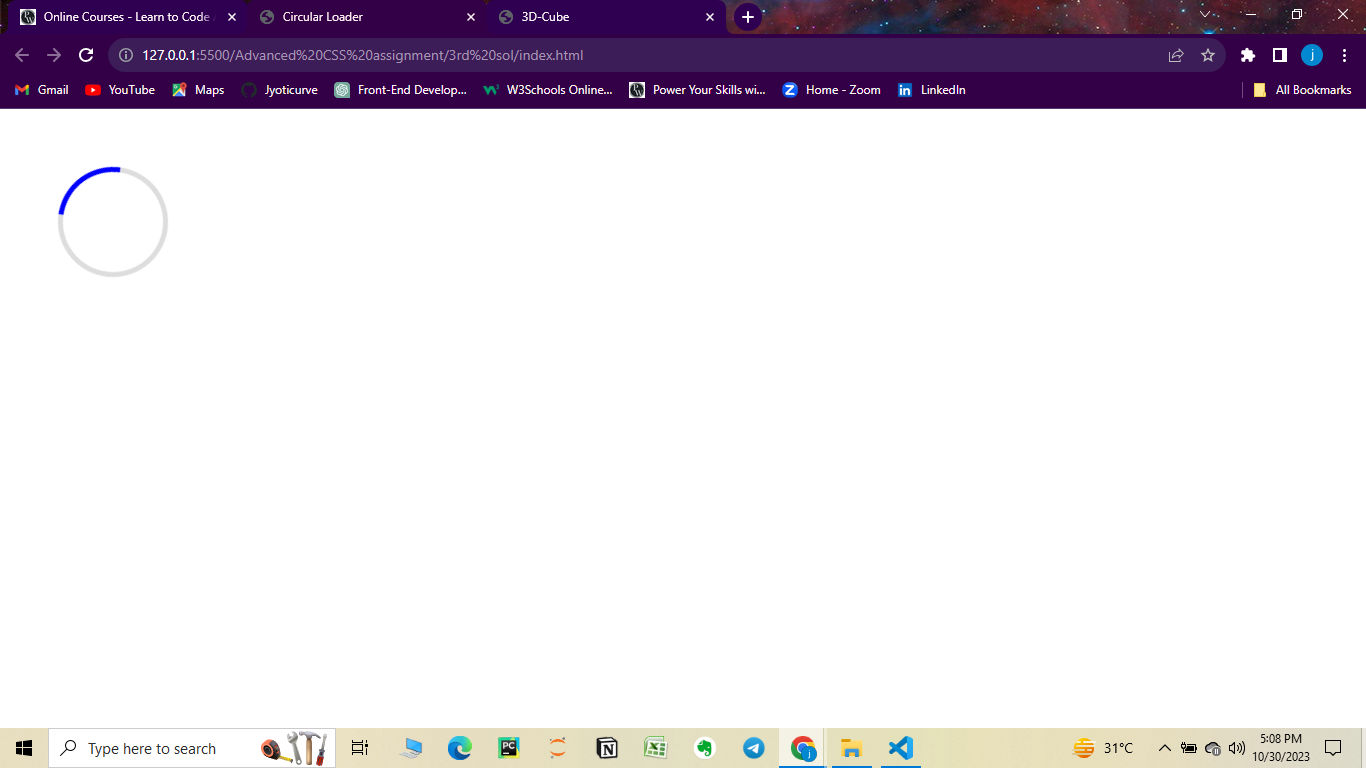 Online Courses - Learn to Code
Circular Loader
3D-Cube
127.0.0.1:5500/Advanced%20CSS%20assignment/3rd%20sol/index.html
j
Gmail
YouTube
Maps
Jyoticurve
Front-End Develop...
W3Schools Online...
Power Your Skills wi...
Home - Zoom
LinkedIn
All Bookmarks
Type here to search
PC
31°C
5:08 PM
10/30/2023